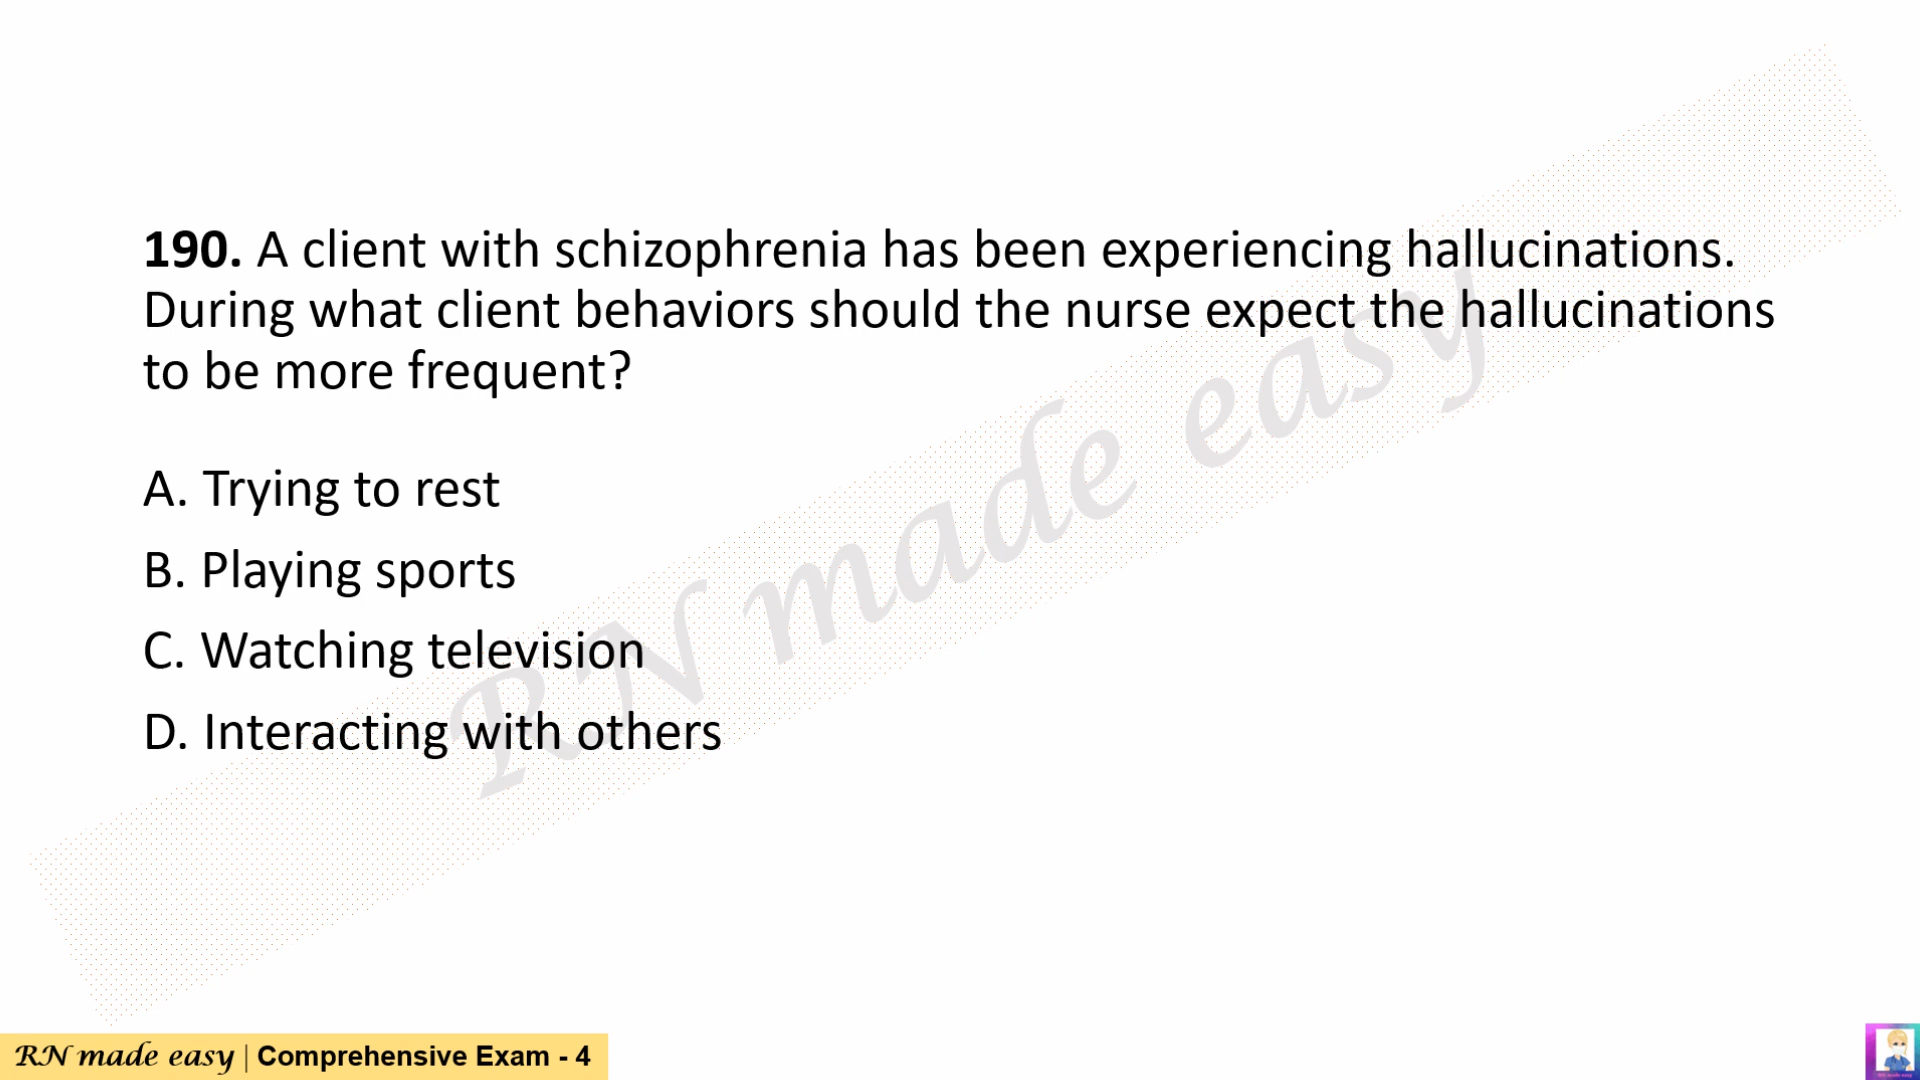 190. A client with schizophrenia has been experiencing hallucinations.
During what client behaviors should the nurse expect the hallucinations
to be more frequent?
A. Trying to rest
B. Playing sports
C. Watching television
D. Interacting with others
RN made easy
RN made easy | Comprehensive Exam - 4